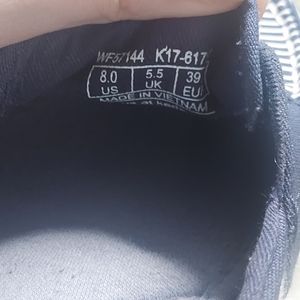 WF57144 K17-617
8.0 5.5 39
US UK EU
MADE IN VIETNAM